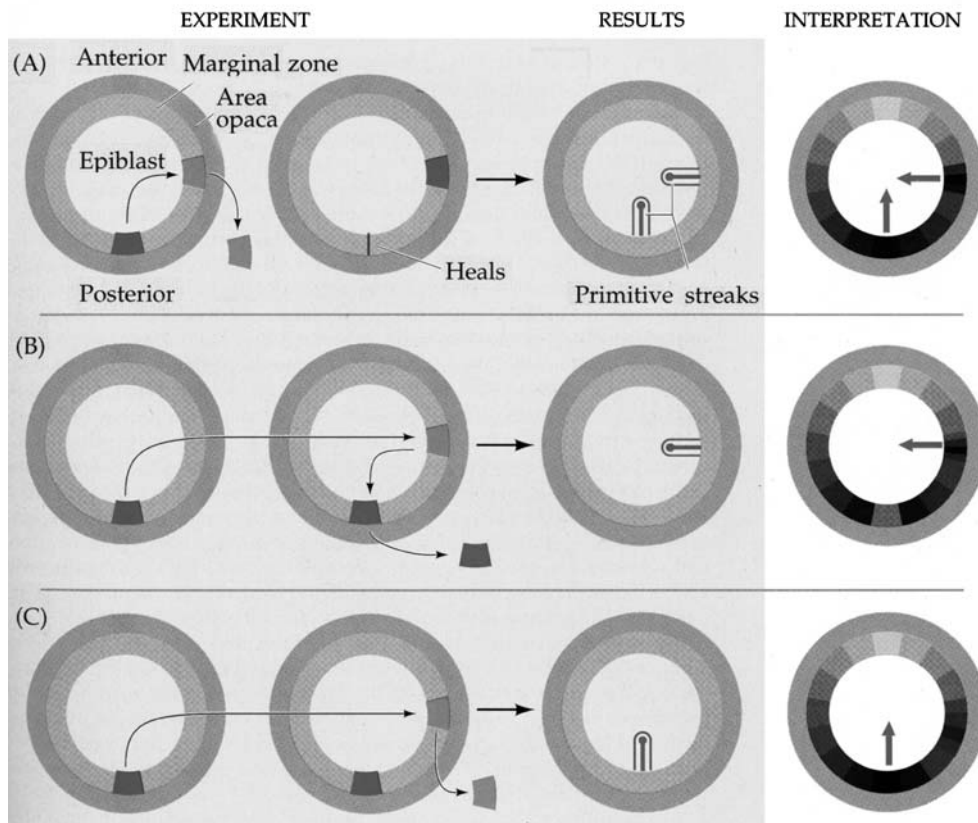 EXPERIMENT
RESULTS
INTERPRETATION
(A)
Anterior
Marginal zone
Area
opaca
Epiblast
Heals
Posterior
Primitive streaks
(B)
(C)